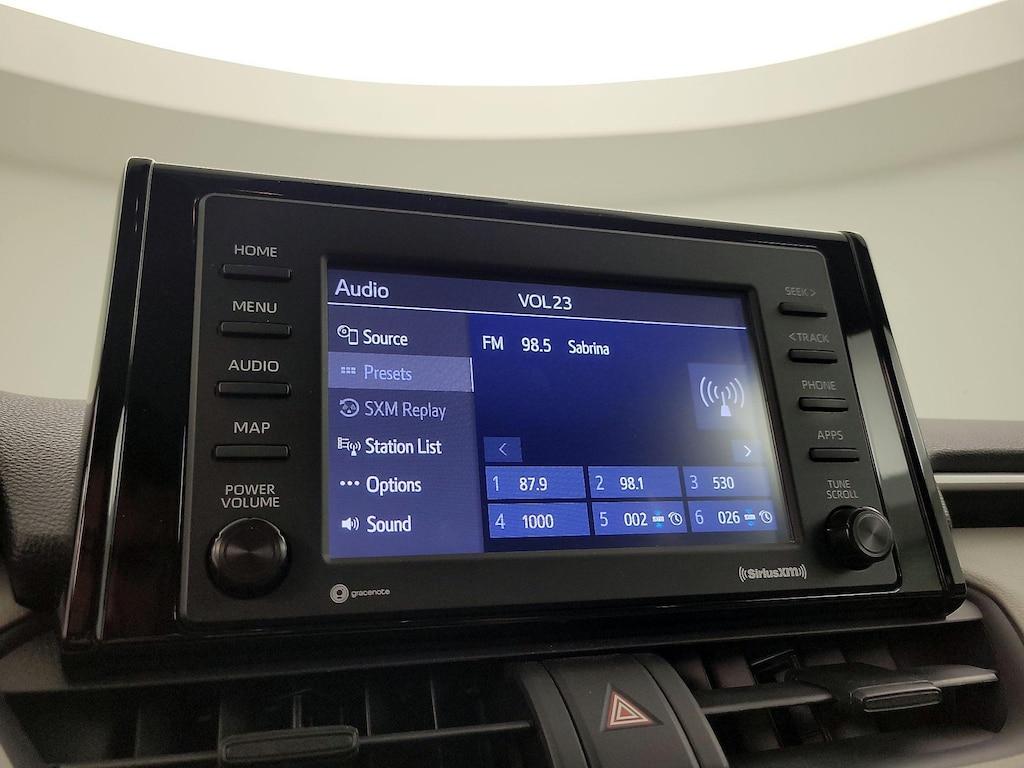 HOME
MENU
AUDIO
MAP
POWER
VOLUME
Audio
VOL23
Source
Presets
SXM Replay
Station List
Options
Sound
FM 98.5 Sabrina
<
>
1 87.9
2 98.1
3 530
4 1000
5 002
6 026
SEEK >
< TRACK
PHONE
APPS
TUNE
SCROLL
gracenote
((SiriusXM))